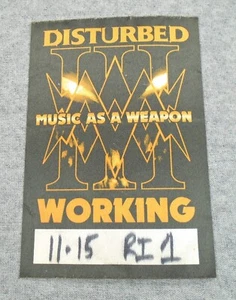 DISTURBED
MUSIC AS A WEAPON
WORKING
11.15 RI 1